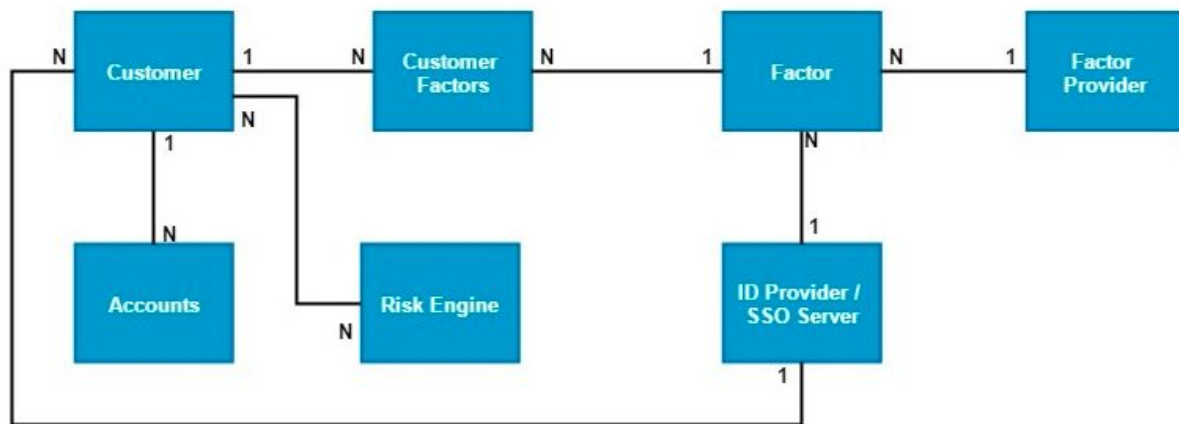 N
Customer
1
N
Customer
Factors
N
1
Factor
N
1
Factor
Provider
N
1
N
N
1
Accounts
Risk Engine
N
ID Provider /
SSO Server
1